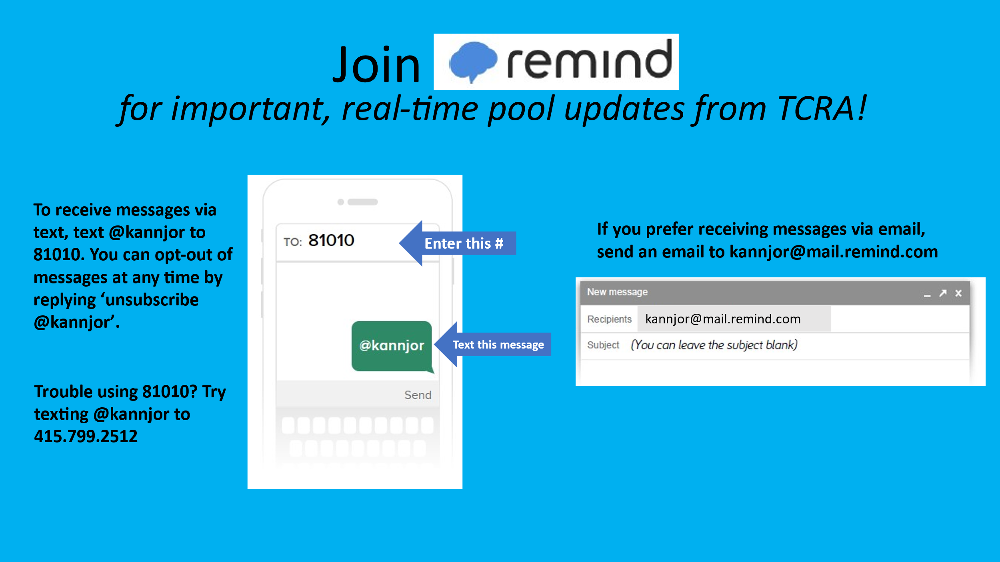 Join remind
for important, real-time pool updates from TCRA!
To receive messages via
text, text @kannjor to
81010. You can opt-out of
messages at any time by
replying ‘unsubscribe
@kannjor’.
Trouble using 81010? Try
texting @kannjor to
415.799.2512
TO: 81010
Enter this #
@kannjor
Text this message
Send
If you prefer receiving messages via email,
send an email to kannjor@mail.remind.com
New message
Recipients kannjor@mail.remind.com
Subject (You can leave the subject blank)